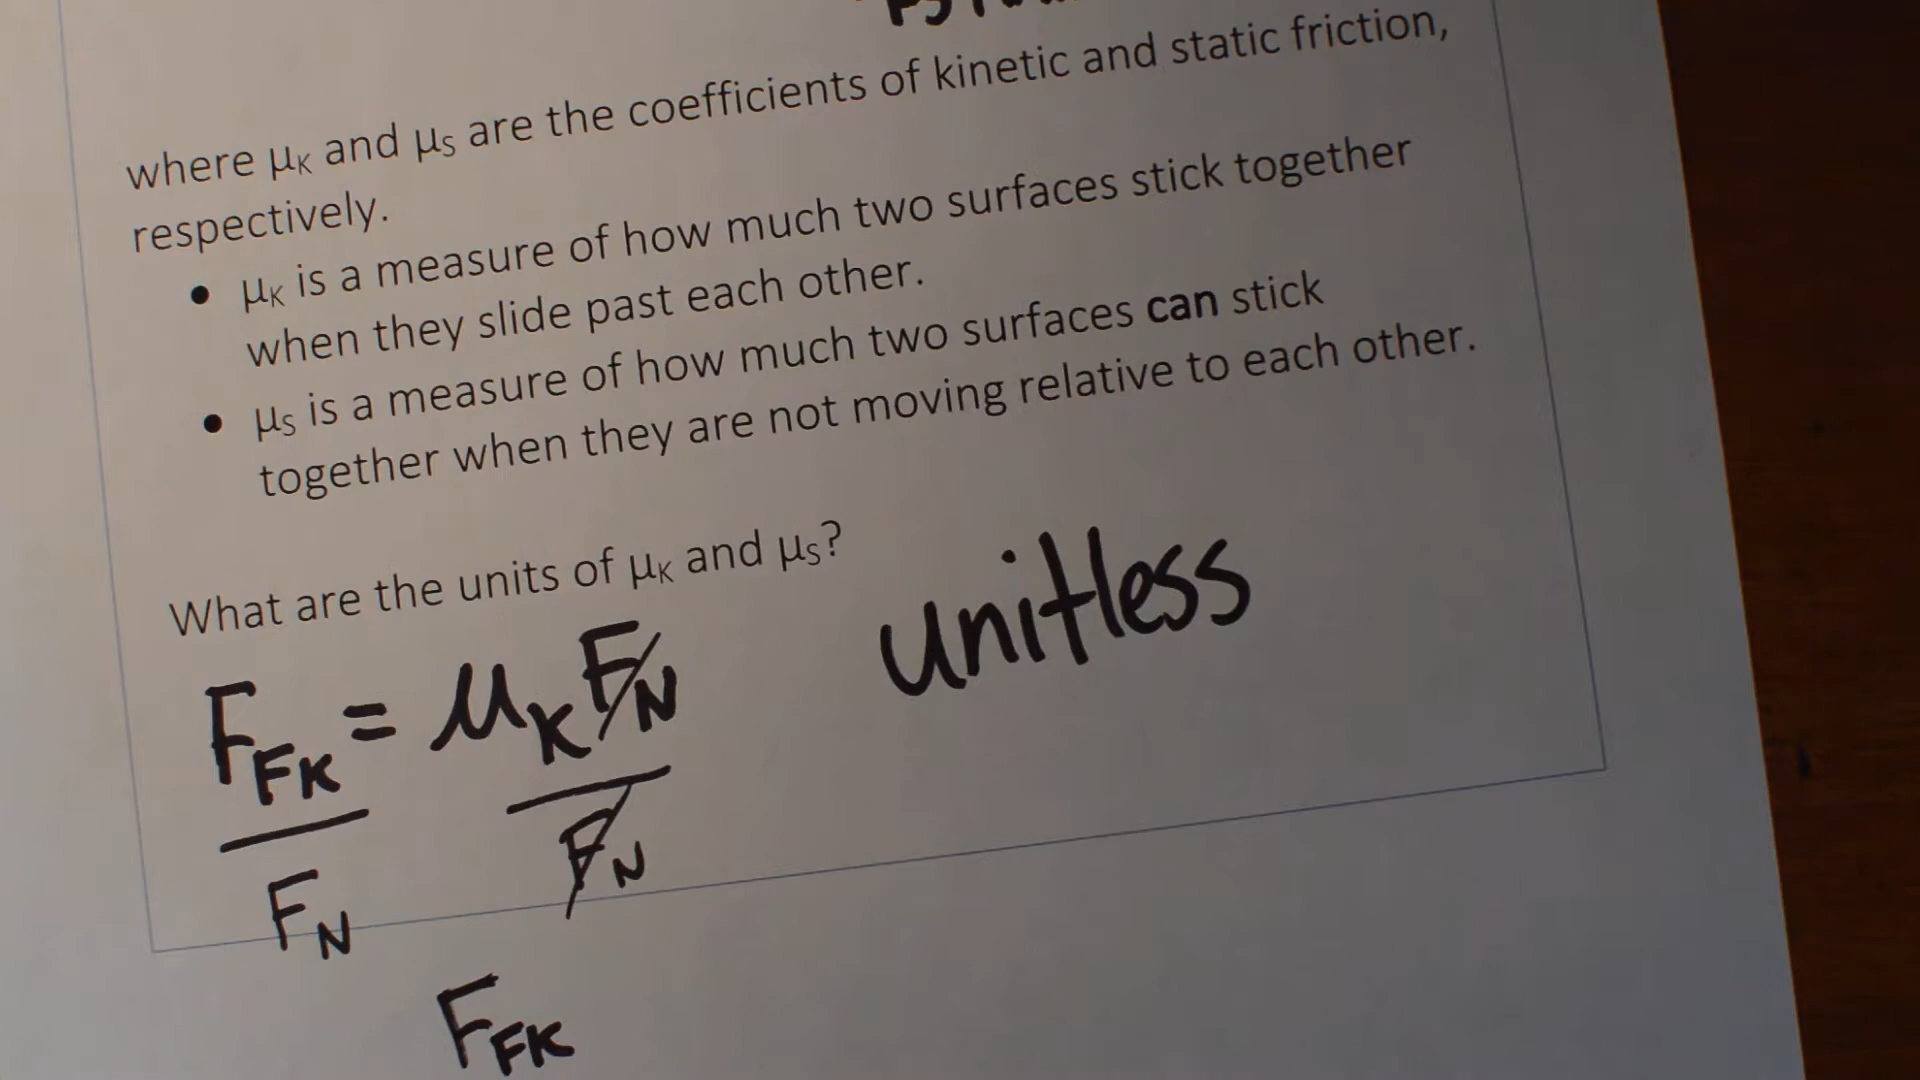 where μK and μS are the coefficients of kinetic and static friction,
respectively.
• μK is a measure of how much two surfaces stick together
when they slide past each other.
• μS is a measure of how much two surfaces can stick
together when they are not moving relative to each other.
What are the units of μK and μS?
unitless
FFK = μK FN
FN FN
FFK